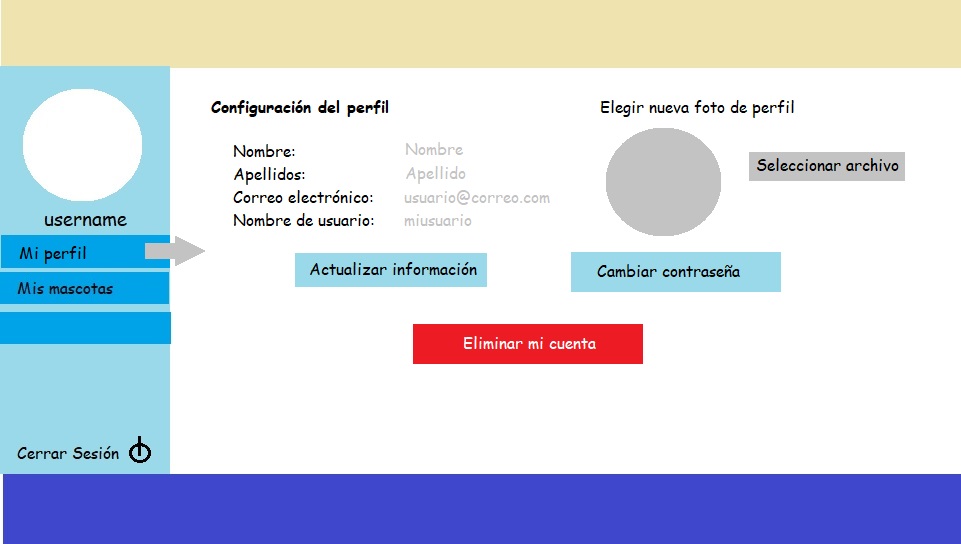 username
Mi perfil
Mis mascotas
Cerrar Sesión
Configuración del perfil
Nombre: Nombre
Apellidos: Apellido
Correo electrónico: usuario@correo.com
Nombre de usuario: miusuario
Actualizar información
Elegir nueva foto de perfil
Seleccionar archivo
Cambiar contraseña
Eliminar mi cuenta